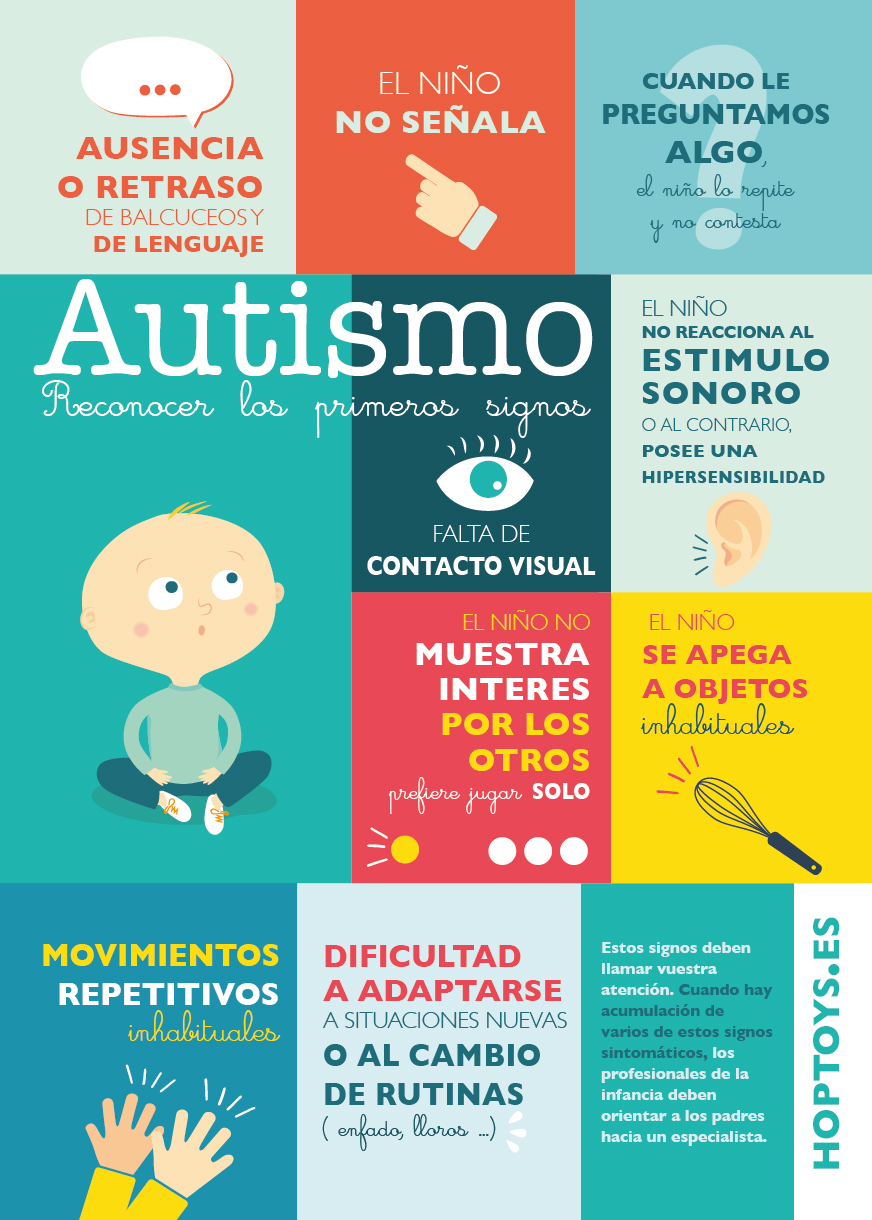 ...
AUSENCIA
O RETRASO
DE BALCUCEOS Y
DE LENGUAJE
EL NIÑO
NO SEÑALA
?
CUANDO LE
PREGUNTAMOS
ALGO,
el niño lo repite
y no contesta
Autismo
Reconocer los primeros signos
FALTA DE
CONTACTO VISUAL
EL NIÑO
NO REACCIONA AL
ESTIMULO
SONORO
O AL CONTRARIO,
POSEE UNA
HIPERSENSIBILIDAD
EL NIÑO NO
MUESTRA
INTERES
POR LOS
OTROS
prefiere jugar SOLO
EL NIÑO
SE APEGA
A OBJETOS
inhabituales
MOVIMIENTOS
REPETITIVOS
inhabituales
DIFICULTAD
A ADAPTARSE
A SITUACIONES NUEVAS
O AL CAMBIO
DE RUTINAS
( enfado, lloros ...)
Estos signos deben
llamar vuestra
atención. Cuando hay
acumulación de
varios de estos signos
sintomáticos, los
profesionales de la
infancia deben
orientar a los padres
hacia un especialista.
HOPTOYS.ES